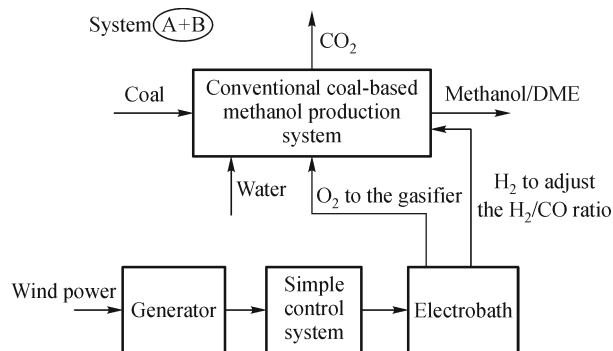 System A+B
CO₂
Coal
Conventional coal-based
methanol production
system
Methanol/DME
Water
O₂ to the gasifier
H₂ to adjust
the H₂/CO ratio
Wind power
Generator
Simple
control
system
Electrobath